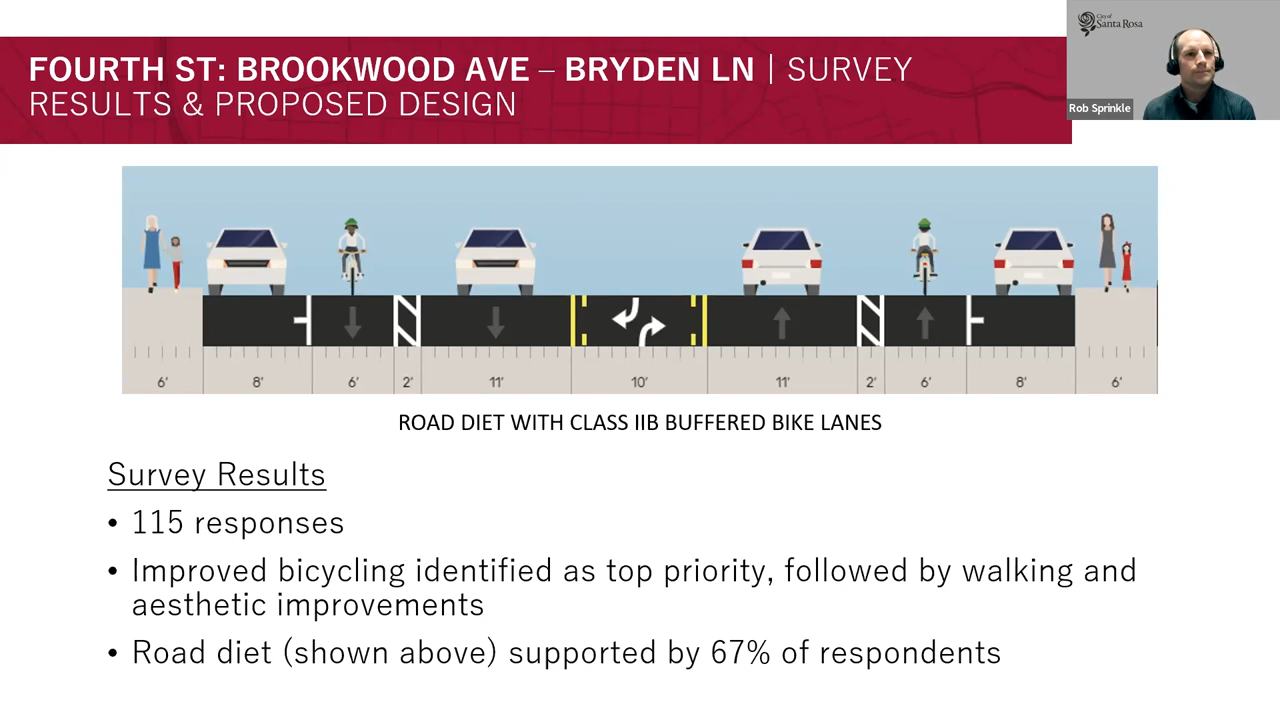 City of
Santa Rosa
FOURTH ST: BROOKWOOD AVE – BRYDEN LN | SURVEY
RESULTS & PROPOSED DESIGN
Rob Sprinkle
6' 8' 6' 2' 11' 10' 11' 2' 6' 8' 6'
ROAD DIET WITH CLASS IIB BUFFERED BIKE LANES
Survey Results
• 115 responses
• Improved bicycling identified as top priority, followed by walking and
aesthetic improvements
• Road diet (shown above) supported by 67% of respondents